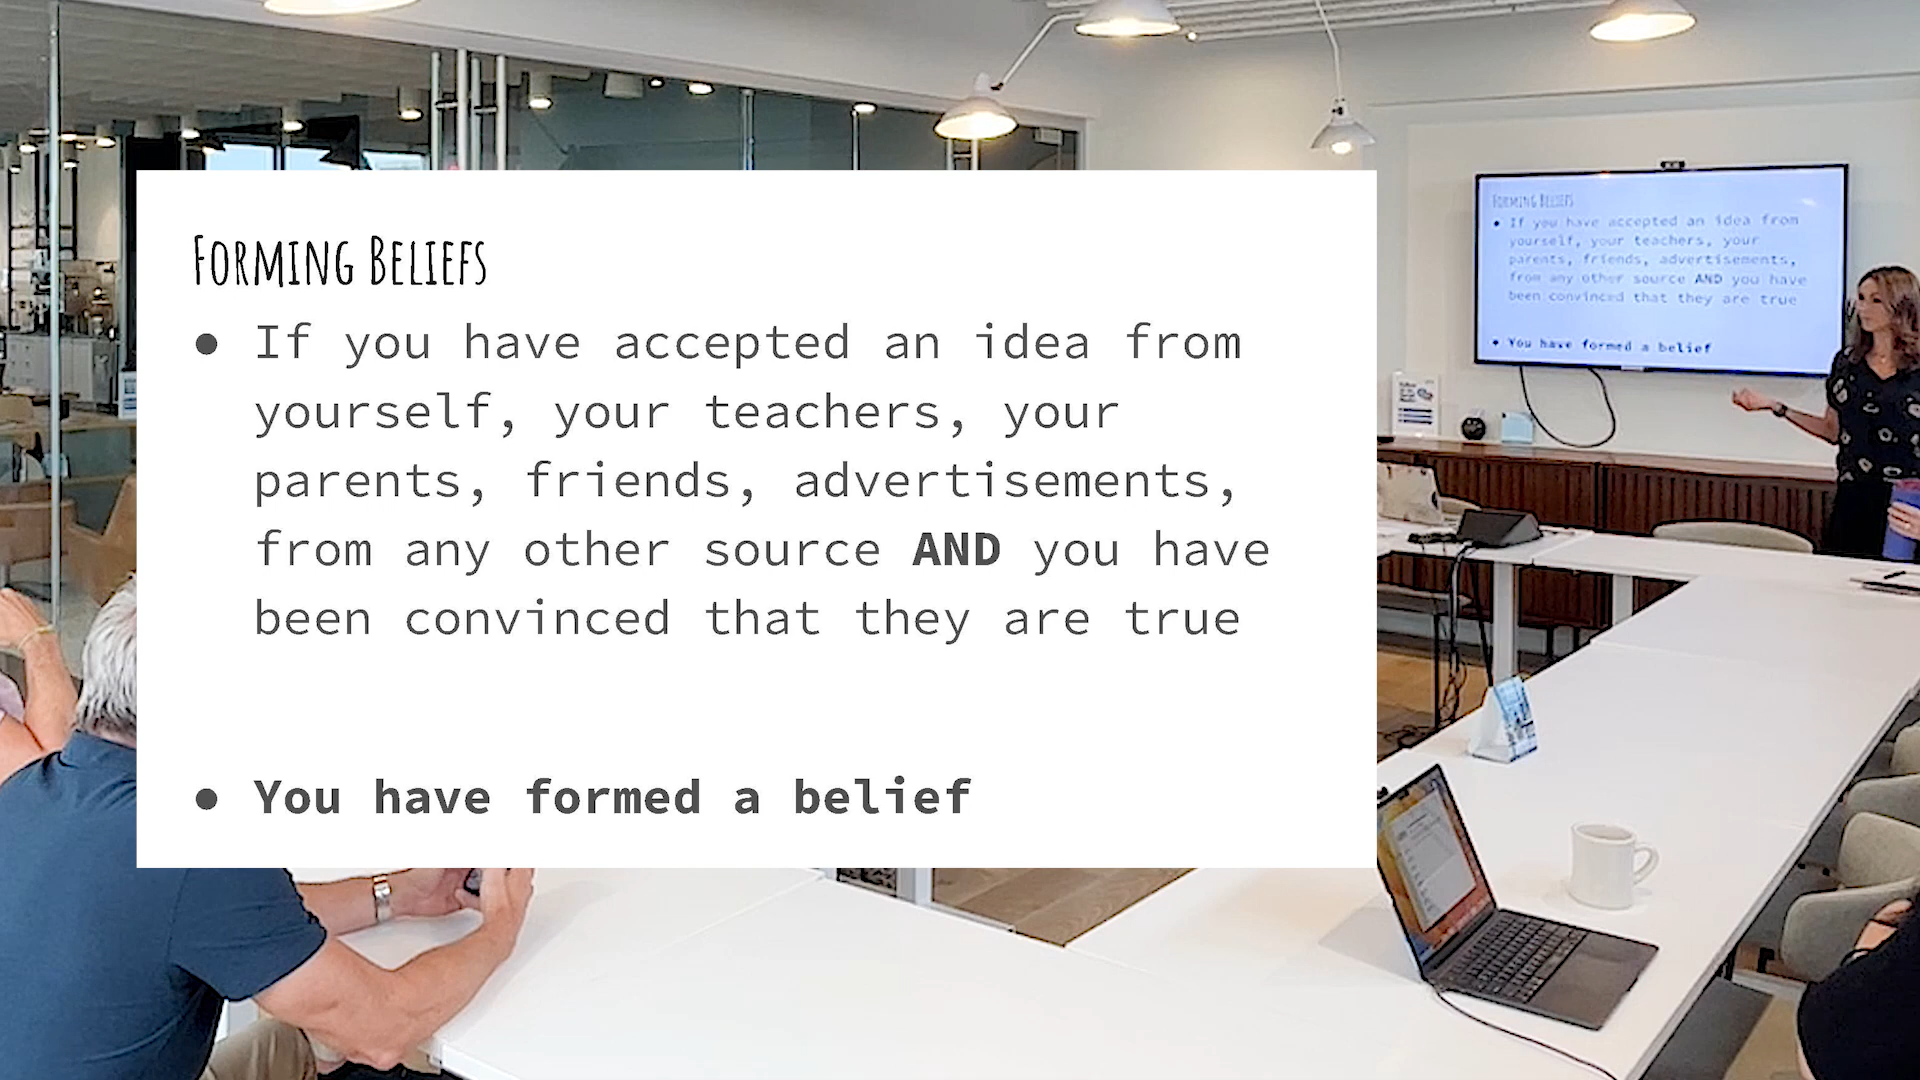 FORMING BELIEFS
● If you have accepted an idea from
yourself, your teachers, your
parents, friends, advertisements,
from any other source AND you have
been convinced that they are true
● You have formed a belief
FORMING BELIEFS
● If you have accepted an idea from
yourself, your teachers, your
parents, friends, advertisements,
from any other source AND you have
been convinced that they are true
● You have formed a belief